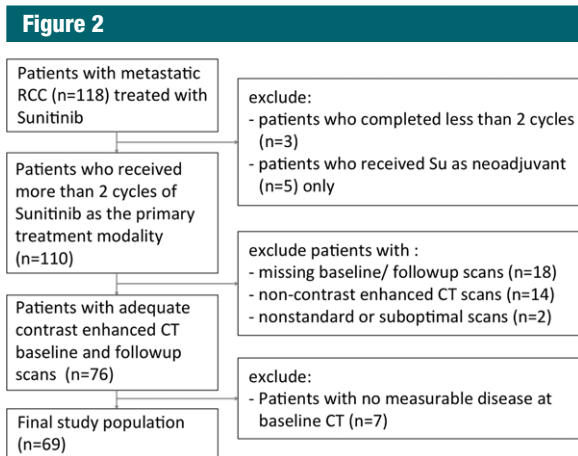 Figure 2
Patients with metastatic
RCC (n=118) treated with
Sunitinib
exclude:
- patients who completed less than 2 cycles
(n=3)
- patients who received Su as neoadjuvant
(n=5) only
Patients who received
more than 2 cycles of
Sunitinib as the primary
treatment modality
(n=110)
exclude patients with :
- missing baseline/ followup scans (n=18)
- non-contrast enhanced CT scans (n=14)
- nonstandard or suboptimal scans (n=2)
Patients with adequate
contrast enhanced CT
baseline and followup
scans (n=76)
exclude:
- Patients with no measurable disease at
baseline CT (n=7)
Final study population
(n=69)